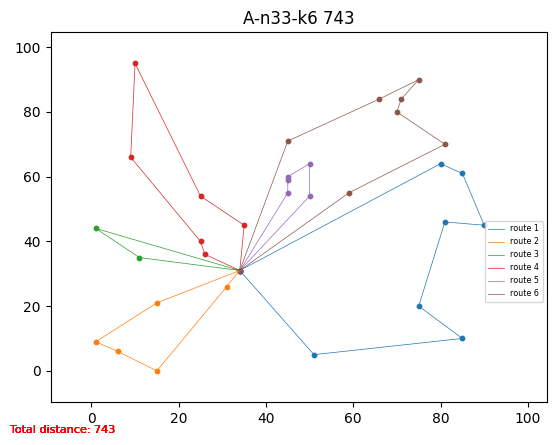 A-n33-k6 743
100
80
60
40
20
0
route 1
route 2
route 3
route 4
route 5
route 6
0 20 40 60 80 100
Total distance: 743